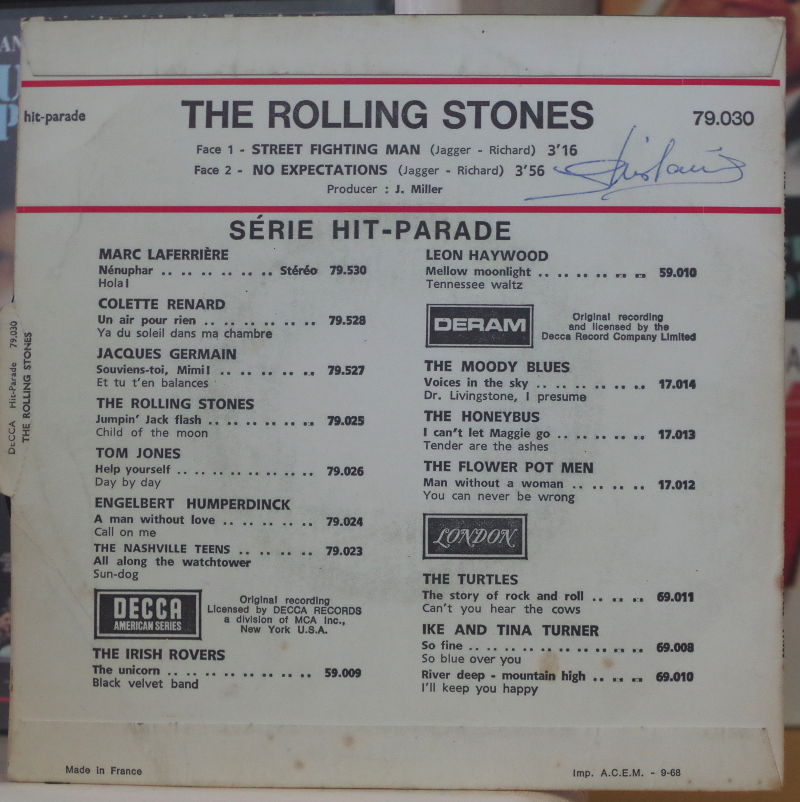 hit-parade
THE ROLLING STONES
79.030
Face 1 - STREET FIGHTING MAN (Jagger - Richard) 3'16
Face 2 - NO EXPECTATIONS (Jagger - Richard) 3'56
Producer : J. Miller
SÉRIE HIT-PARADE
MARC LAFERRIÈRE
Nénuphar .. .. .. .. .. .. .. Stéréo 79.530
Hola!
COLETTE RENARD
Un air pour rien .. .. .. .. .. .. .. 79.528
Ya du soleil dans ma chambre
JACQUES GERMAIN
Souviens-toi, Mimi! .. .. .. .. .. .. 79.527
Et tu t'en balances
THE ROLLING STONES
Jumpin' Jack flash .. .. .. .. .. .. 79.025
Child of the moon
TOM JONES
Help yourself .. .. .. .. .. .. .. .. 79.026
Day by day
ENGELBERT HUMPERDINCK
A man without love .. .. .. .. .. 79.024
Call on me
THE NASHVILLE TEENS .. .. .. .. .. 79.023
All along the watchtower
Sun-dog
DECCA
AMERICAN SERIES
Original recording
Licensed by DECCA RECORDS
a division of MCA Inc.,
New York U.S.A.
THE IRISH ROVERS
The unicorn .. .. .. .. .. .. .. .. 59.009
Black velvet band
LEON HAYWOOD
Mellow moonlight .. .. .. .. .. .. 59.010
Tennessee waltz
DERAM
Original recording
and licensed by the
Decca Record Company Limited
THE MOODY BLUES
Voices in the sky .. .. .. .. .. .. 17.014
Dr. Livingstone, I presume
THE HONEYBUS
I can't let Maggie go .. .. .. .. .. 17.013
Tender are the ashes
THE FLOWER POT MEN
Man without a woman .. .. .. .. 17.012
You can never be wrong
LONDON
THE TURTLES
The story of rock and roll .. .. .. 69.011
Can't you hear the cows
IKE AND TINA TURNER
So fine .. .. .. .. .. .. .. .. .. .. 69.008
So blue over you
River deep - mountain high .. .. .. 69.010
I'll keep you happy
Made in France
Imp. A.C.E.M. - 9-68
DECCA Hit-Parade 79.030
THE ROLLING STONES